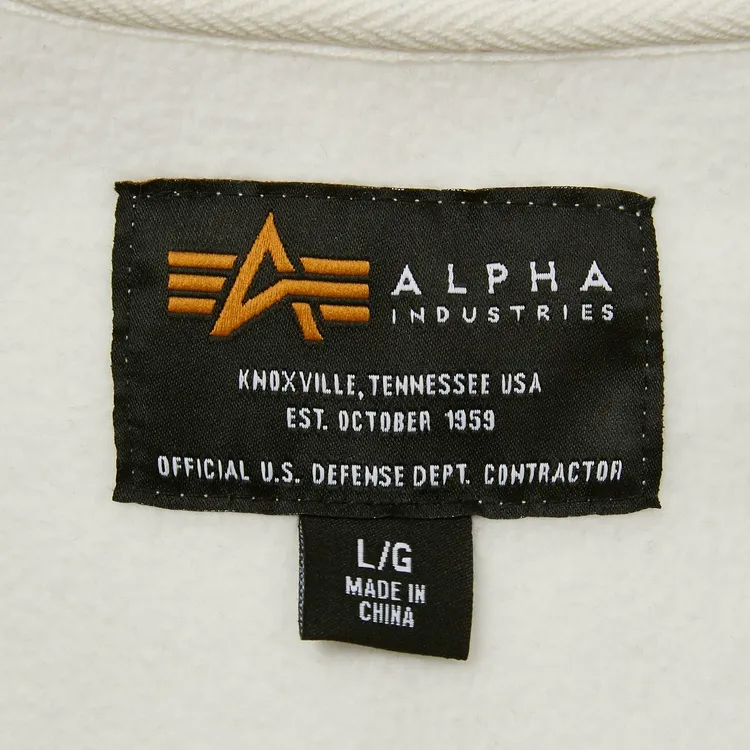 ALPHA
INDUSTRIES
KNOXVILLE, TENNESSEE USA
EST. OCTOBER 1959
OFFICIAL U.S. DEFENSE DEPT. CONTRACTOR
L/G
MADE IN
CHINA